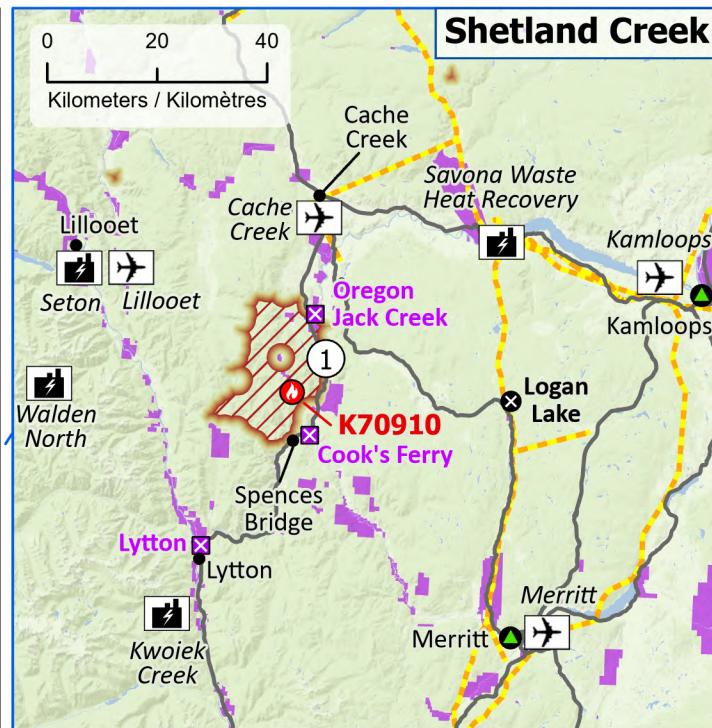 Shetland Creek
0 20 40
Kilometers / Kilomètres
Cache
Creek
Savona Waste
Heat Recovery
Cache
Creek
Lillooet
Kamloops
Seton
Lillooet
Oregon
Jack Creek
Kamloops
1
Walden
North
Logan
Lake
K70910
Cook's Ferry
Spences
Bridge
Lytton
Lytton
Merritt
Merritt
Kwoiek
Creek